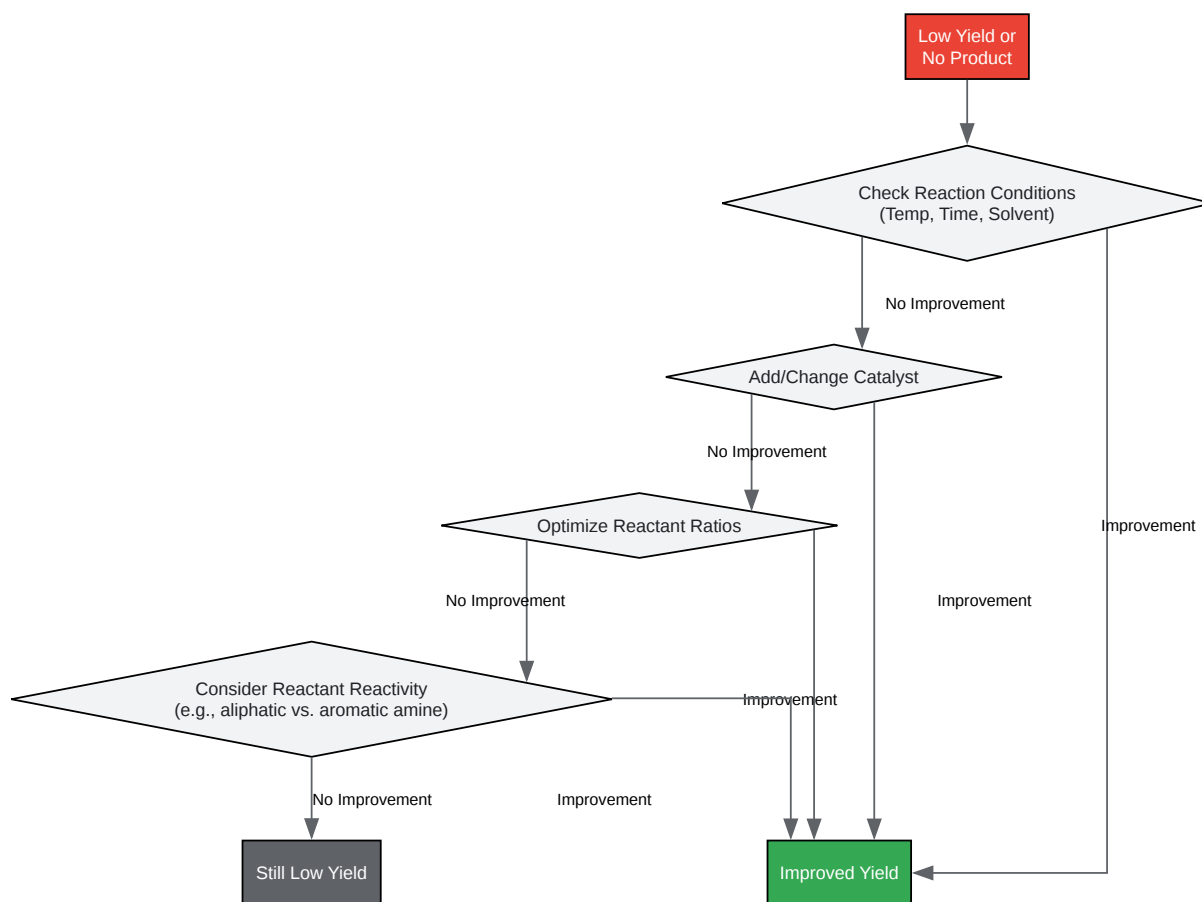 Low Yield or
No Product
Check Reaction Conditions
(Temp, Time, Solvent)
No Improvement
Add/Change Catalyst
No Improvement
Optimize Reactant Ratios
Improvement
No Improvement
Improvement
Consider Reactant Reactivity
(e.g., aliphatic vs. aromatic amine)
Improvement
No Improvement
Improvement
Still Low Yield
Improved Yield